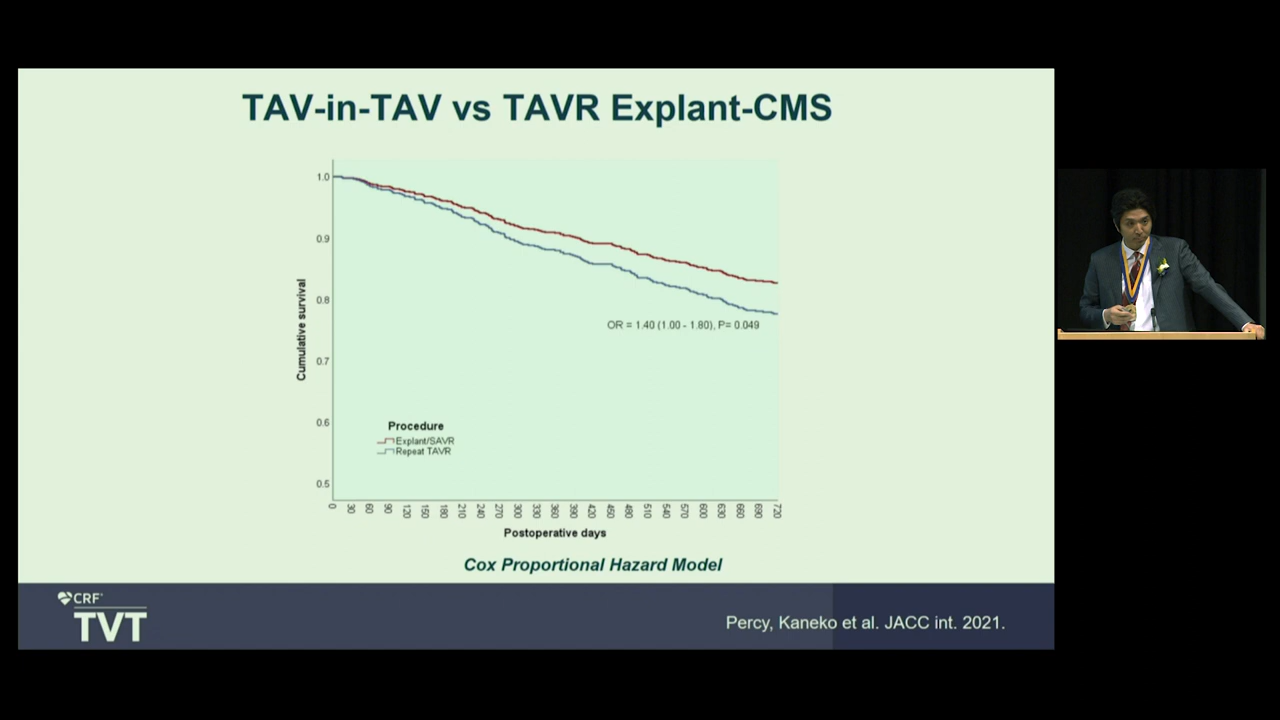 TAV-in-TAV vs TAVR Explant-CMS
1.0
0.9
0.8
0.7
0.6
0.5
Cumulative survival
OR = 1.40 (1.00 - 1.80), P= 0.049
Procedure
Explant/SAVR
Repeat TAVR
0 30 60 90 120 150 180 210 240 270 300 330 360 390 420 450 480 510 540 570 600 630 660 690 720
Postoperative days
Cox Proportional Hazard Model
CRF
TVT
Percy, Kaneko et al. JACC int. 2021.